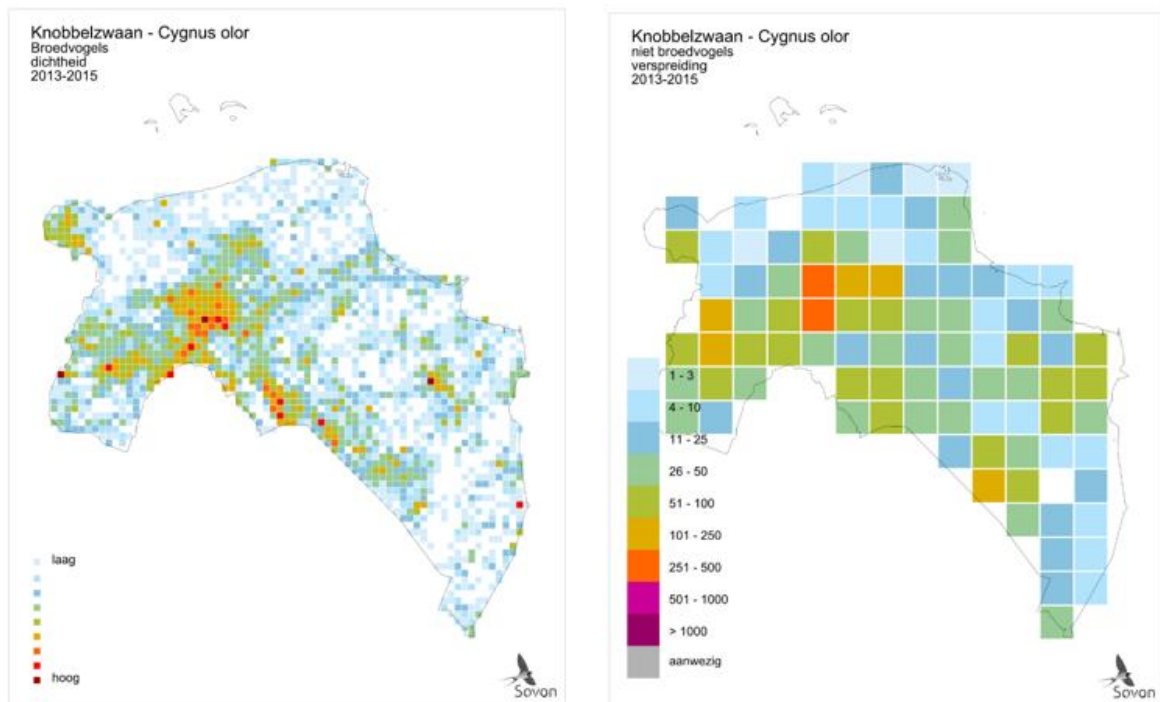 Knobbelzwaan - Cygnus olor
Broedvogels
dichtheid
2013-2015
laag
hoog
Sovon
Knobbelzwaan - Cygnus olor
niet broedvogels
verspreiding
2013-2015
1 - 3
4 - 10
11 - 25
26 - 50
51 - 100
101 - 250
251 - 500
501 - 1000
> 1000
aanwezig
Sovon